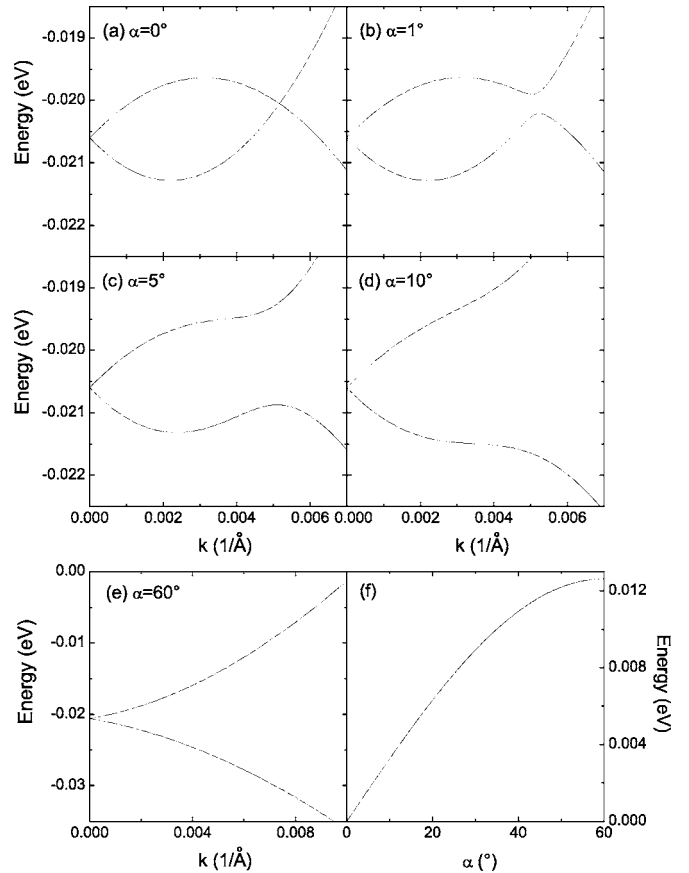 (a) α=0°
(b) α=1°
-0.019
-0.020
-0.021
-0.022
Energy (eV)
(c) α=5°
(d) α=10°
-0.019
-0.020
-0.021
-0.022
Energy (eV)
0.000 0.002 0.004 0.006 0.000 0.002 0.004 0.006
k (1/Å) k (1/Å)
(e) α=60°
(f)
0.00
-0.01
-0.02
-0.03
Energy (eV)
0.012
0.008
0.004
0.000
Energy (eV)
0.000 0.004 0.008 0 20 40 60
k (1/Å) α (°)